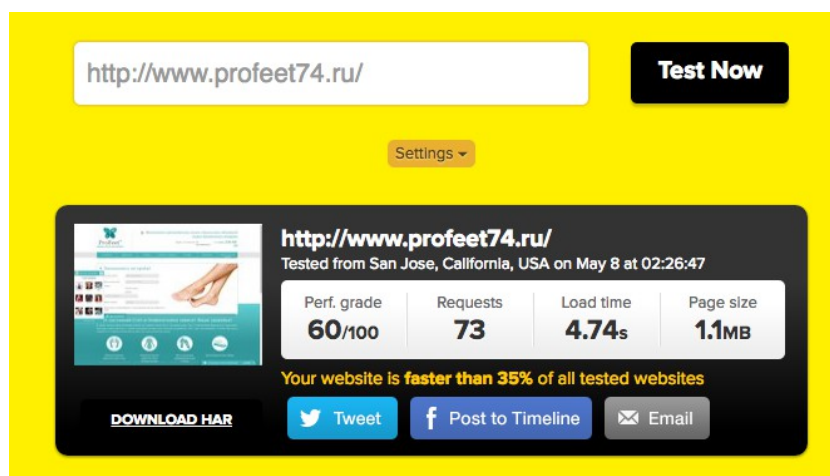 http://www.profeet74.ru/
Test Now
Settings
ProFeet
http://www.profeet74.ru/
Tested from San Jose, California, USA on May 8 at 02:26:47
Perf. grade
Requests
Load time
Page size
60/100
73
4.74s
1.1MB
Your website is faster than 35% of all tested websites
DOWNLOAD HAR
Tweet
f Post to Timeline
Email